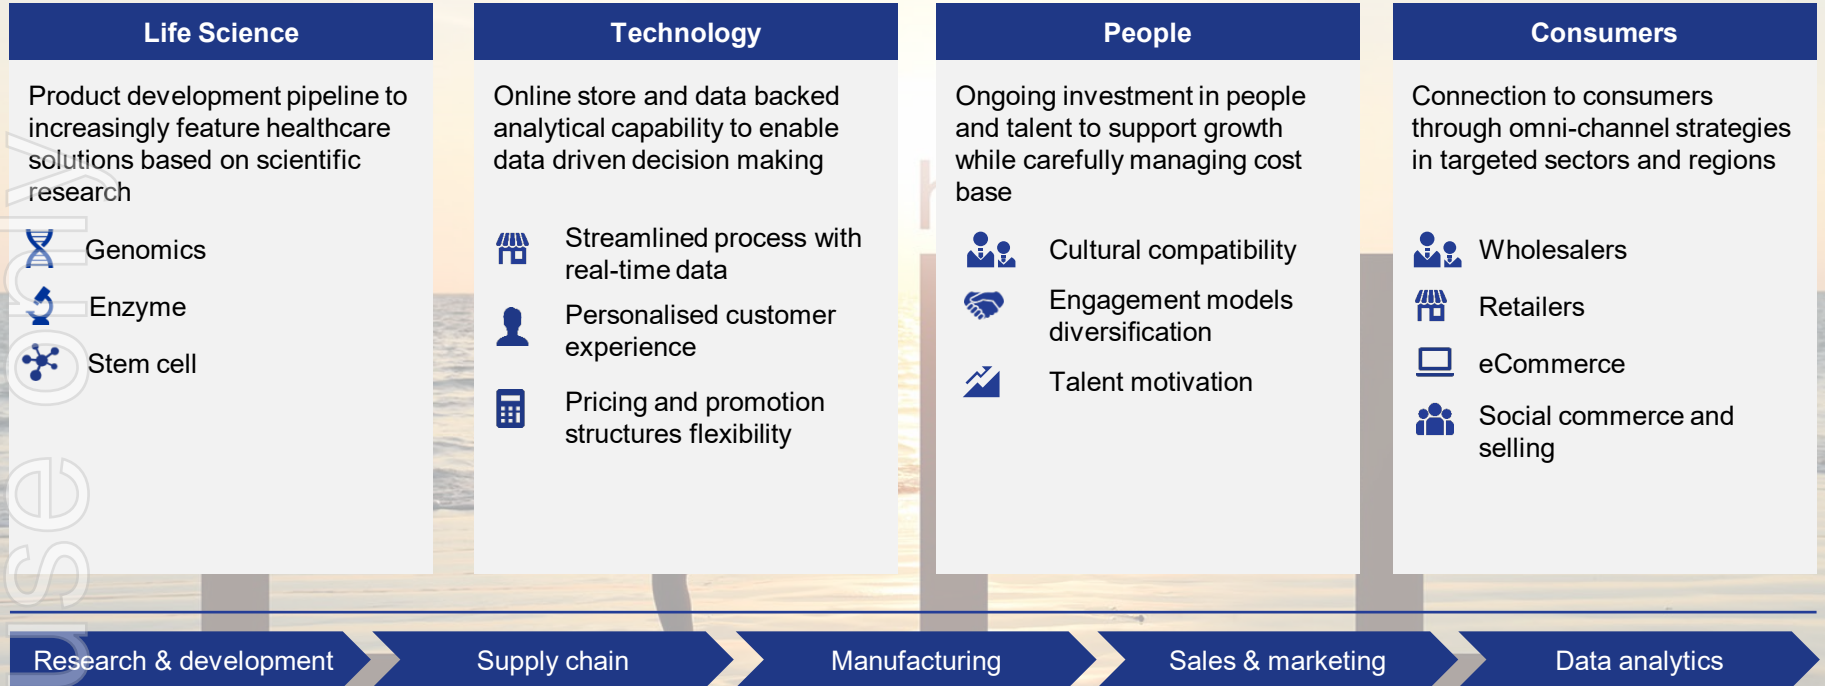 Life Science
Product development pipeline to
increasingly feature healthcare
solutions based on scientific
research
Genomics
Enzyme
Stem cell
Technology
Online store and data backed
analytical capability to enable
data driven decision making
Streamlined process with
real-time data
Personalised customer
experience
Pricing and promotion
structures flexibility
People
Ongoing investment in people
and talent to support growth
while carefully managing cost
base
Cultural compatibility
Engagement models
diversification
Talent motivation
Consumers
Connection to consumers
through omni-channel strategies
in targeted sectors and regions
Wholesalers
Retailers
eCommerce
Social commerce and
selling
Research & development
Supply chain
Manufacturing
Sales & marketing
Data analytics
use only